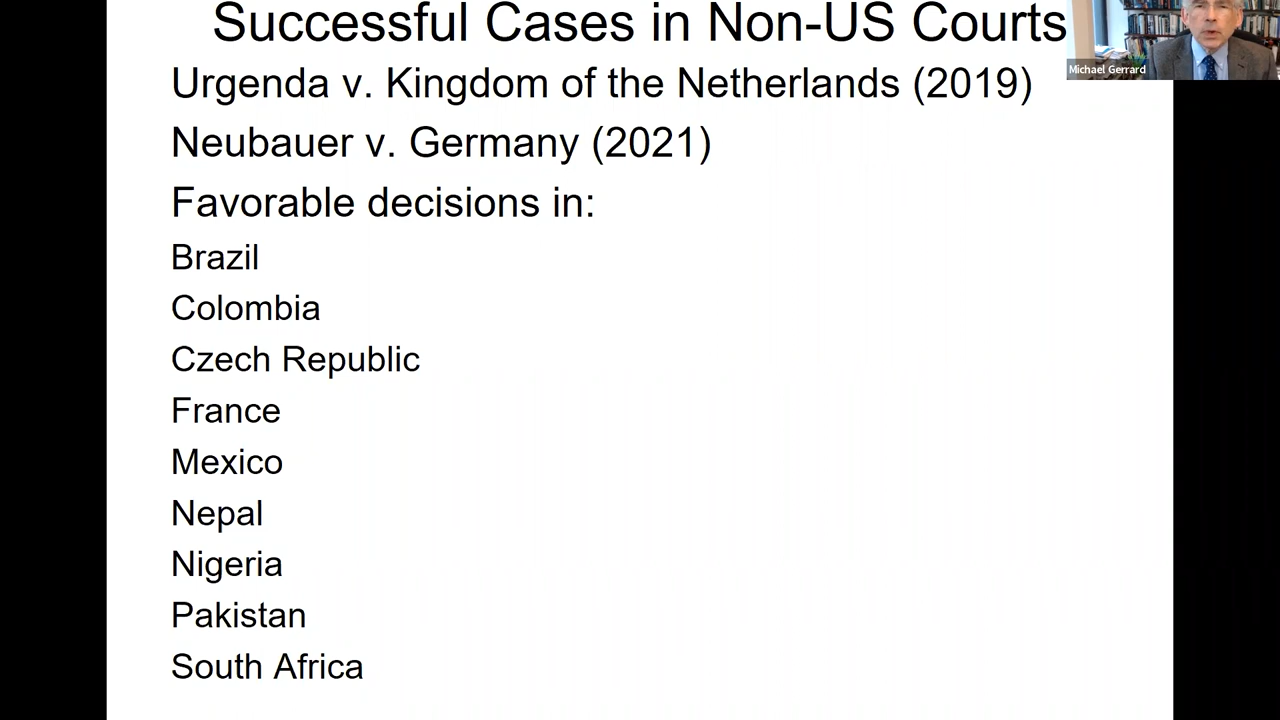 Successful Cases in Non-US Courts
Michael Gerrard
Urgenda v. Kingdom of the Netherlands (2019)
Neubauer v. Germany (2021)
Favorable decisions in:
Brazil
Colombia
Czech Republic
France
Mexico
Nepal
Nigeria
Pakistan
South Africa